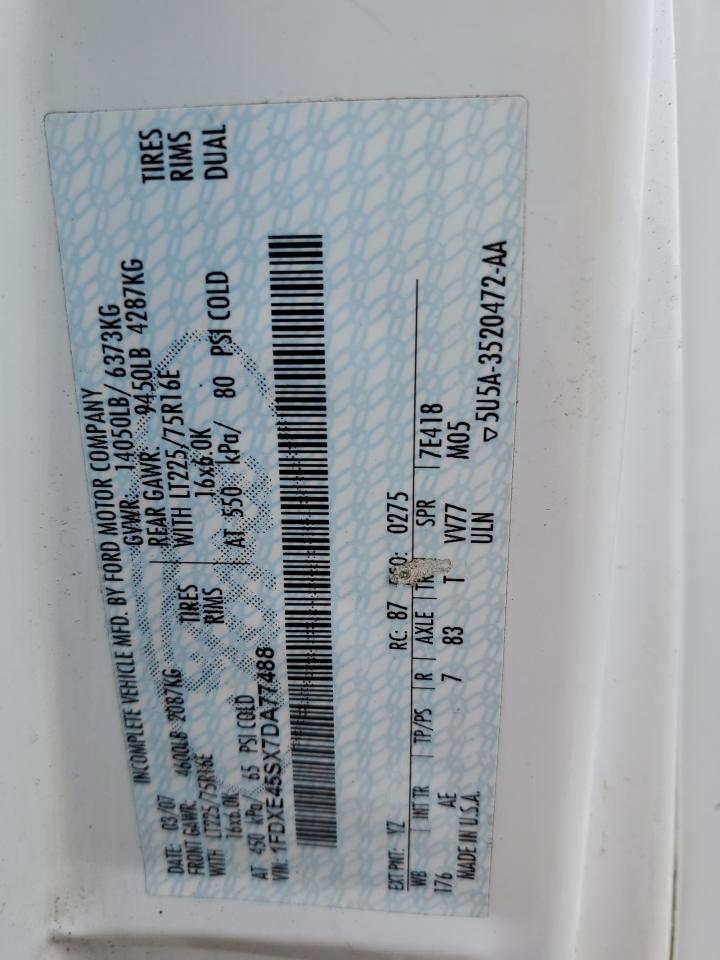 INCOMPLETE VEHICLE MFD. BY FORD MOTOR COMPANY
DATE: 03/07 GVWR: 14050LB/ 6373KG
FRONT GAWR: 4600LB 2087KG REAR GAWR: 9450LB 4287KG
WITH LT225/75R16E TIRES WITH LT225/75R16E TIRES
16x6.0K RIMS 16x6.0K RIMS
AT 450 kPa/ 65 PSI COLD AT 550 kPa/ 80 PSI COLD DUAL
VIN: 1FDXE45SX7DA77488
EXT PNT: YZ RC: 87 DSO: 0275
WB INT TR TP/PS R AXLE TR SPR 7E418
176 AE 7 83 T VV77 M05
MADE IN U.S.A. ULN
▽5U5A-3520472-AA